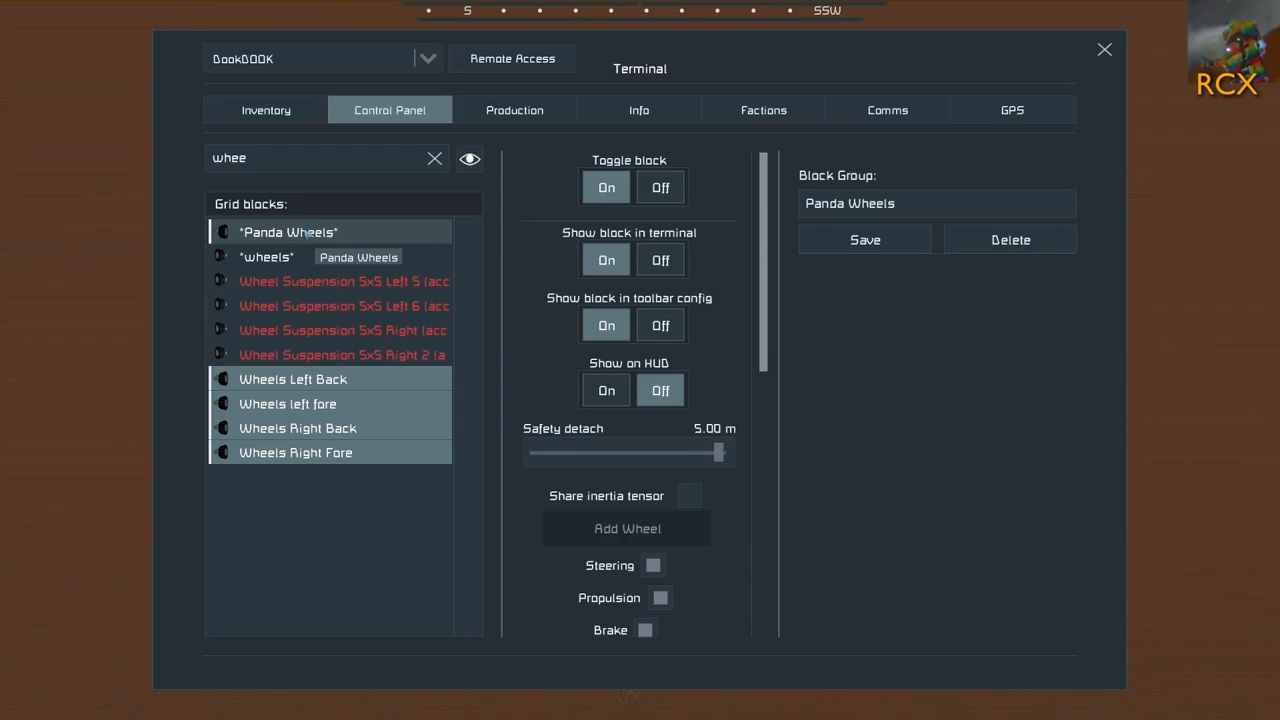 S
SSW
RCX
DookDOOK
Remote Access
Terminal
Inventory
Control Panel
Production
Info
Factions
Comms
GPS
whee
Grid blocks:
*Panda Wheels*
*wheels*
Panda Wheels
Wheel Suspension 5x5 Left 5 (acc
Wheel Suspension 5x5 Left 6 (acc
Wheel Suspension 5x5 Right (acc
Wheel Suspension 5x5 Right 2 (a
Wheels Left Back
Wheels left fore
Wheels Right Back
Wheels Right Fore
Toggle block
On Off
Show block in terminal
On Off
Show block in toolbar config
On Off
Show on HUD
On Off
Safety detach 5.00 m
Share inertia tensor
Add Wheel
Steering
Propulsion
Brake
Block Group:
Panda Wheels
Save Delete